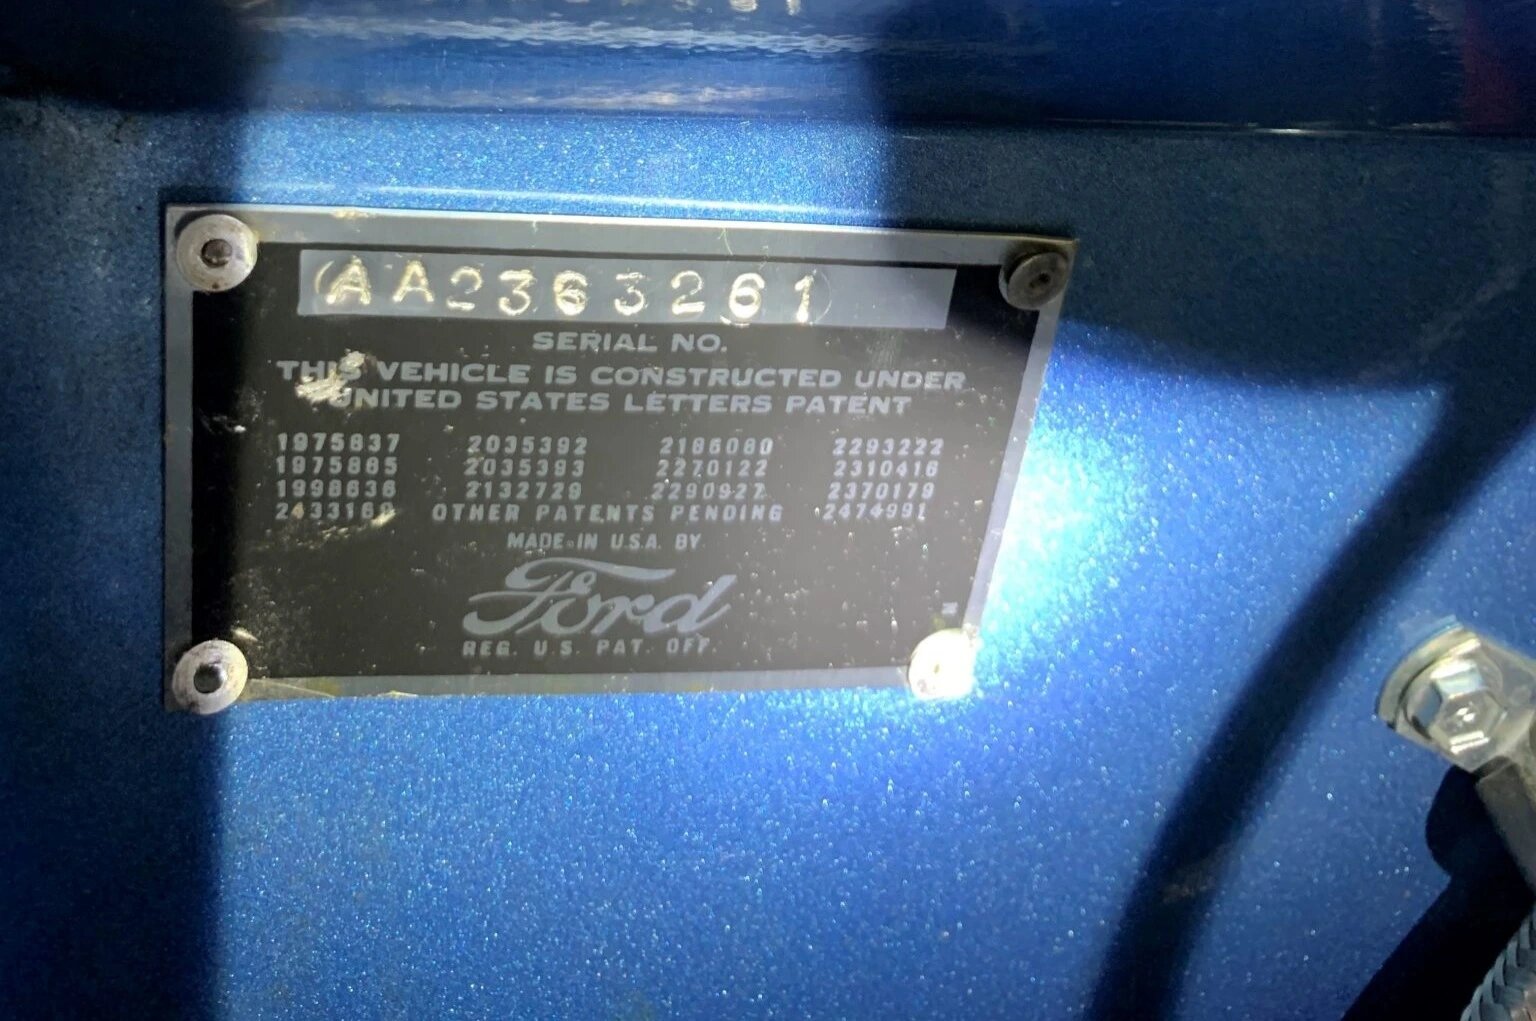 AA2363261
SERIAL NO.
THIS VEHICLE IS CONSTRUCTED UNDER
UNITED STATES LETTERS PATENT
1975837 2035392 2186080 2293222
1975885 2035393 2270122 2310416
1998636 2132729 2290927 2370179
2433160 OTHER PATENTS PENDING 2474991
MADE IN U.S.A. BY
Ford
REG. U.S. PAT. OFF.